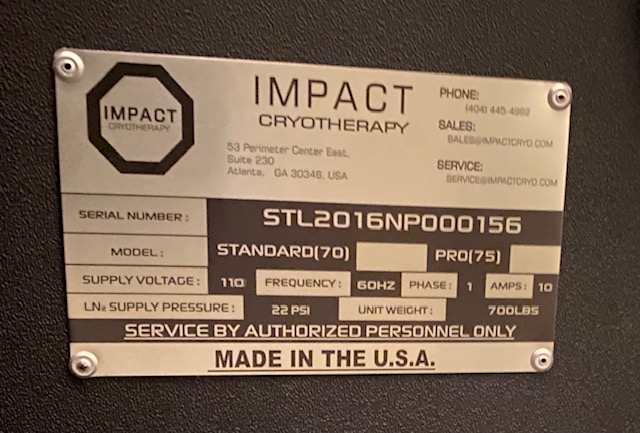 IMPACT
CRYOTHERAPY
IMPACT
CRYOTHERAPY
53 Perimeter Center East,
Suite 230
Atlanta, GA 30346, USA
PHONE:
(404) 445-4999
SALES:
SALES@IMPACTCRYO.COM
SERVICE:
SERVICE@IMPACTCRYO.COM
SERIAL NUMBER : STL2016NP000156
MODEL : STANDARD(70) PRO(75)
SUPPLY VOLTAGE : 110 FREQUENCY : 60HZ PHASE : 1 AMPS : 10
LN₂ SUPPLY PRESSURE : 22 PSI UNIT WEIGHT : 700LBS
SERVICE BY AUTHORIZED PERSONNEL ONLY
MADE IN THE U.S.A.